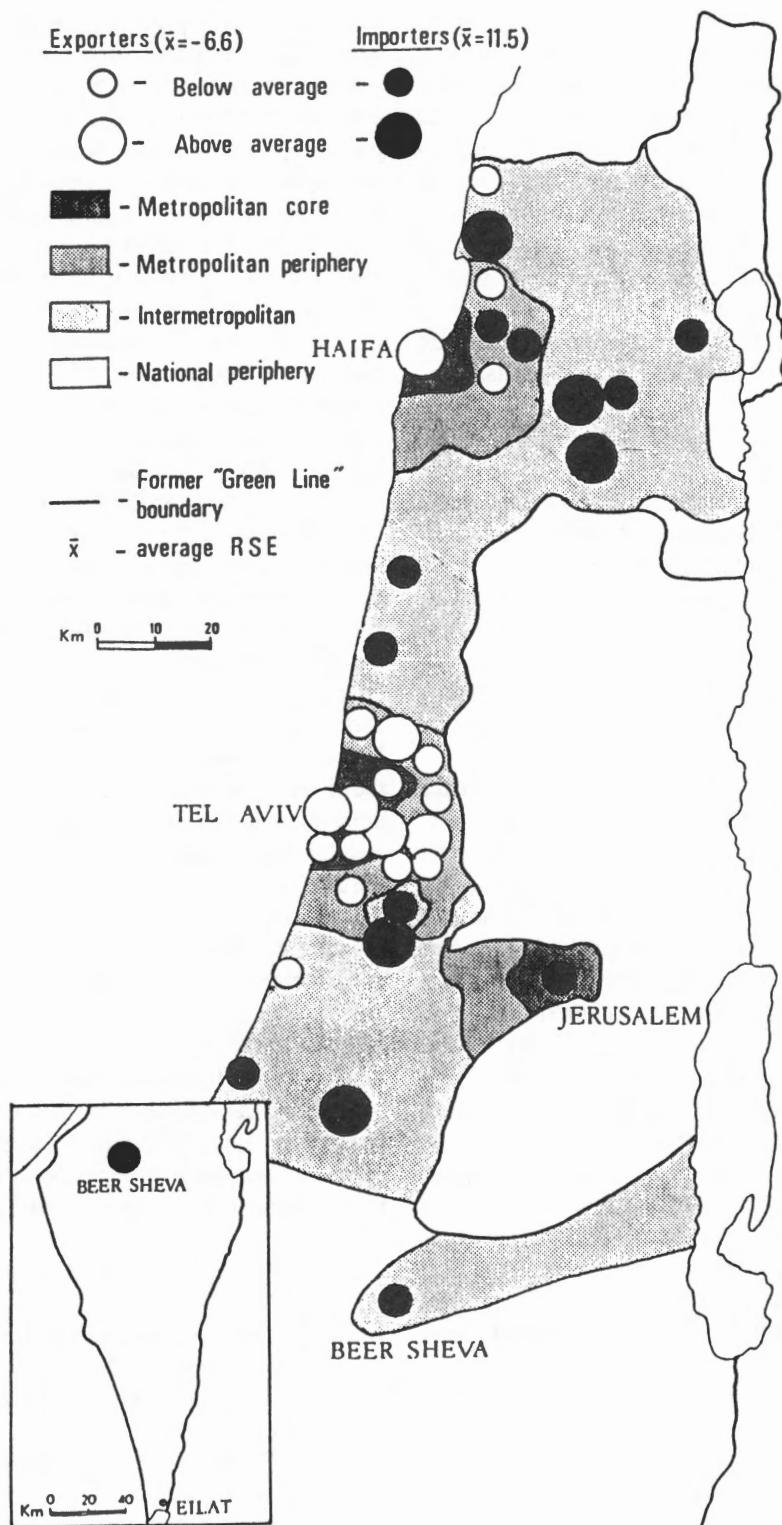 Exporters (x̄=-6.6) Importers (x̄=11.5)
- Below average -
- Above average -
- Metropolitan core
- Metropolitan periphery
- Intermetropolitan
- National periphery
- Former "Green Line" boundary
x̄ - average RSE
Km 0 10 20
HAIFA
TEL AVIV
JERUSALEM
BEER SHEVA
BEER SHEVA
Km 0 20 40
EILAT